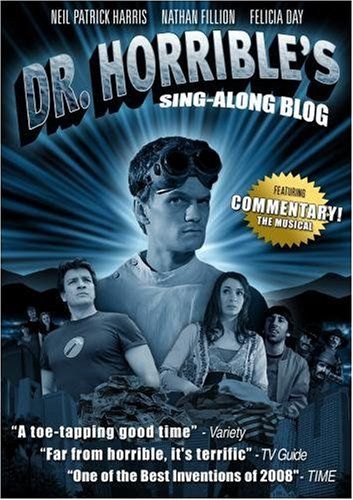 NEIL PATRICK HARRIS NATHAN FILLION FELICIA DAY
DR. HORRIBLE'S
SING-ALONG BLOG
FEATURING
COMMENTARY!
THE MUSICAL
"A toe-tapping good time" - Variety
"Far from horrible, it's terrific" - TV Guide
"One of the Best Inventions of 2008"- TIME